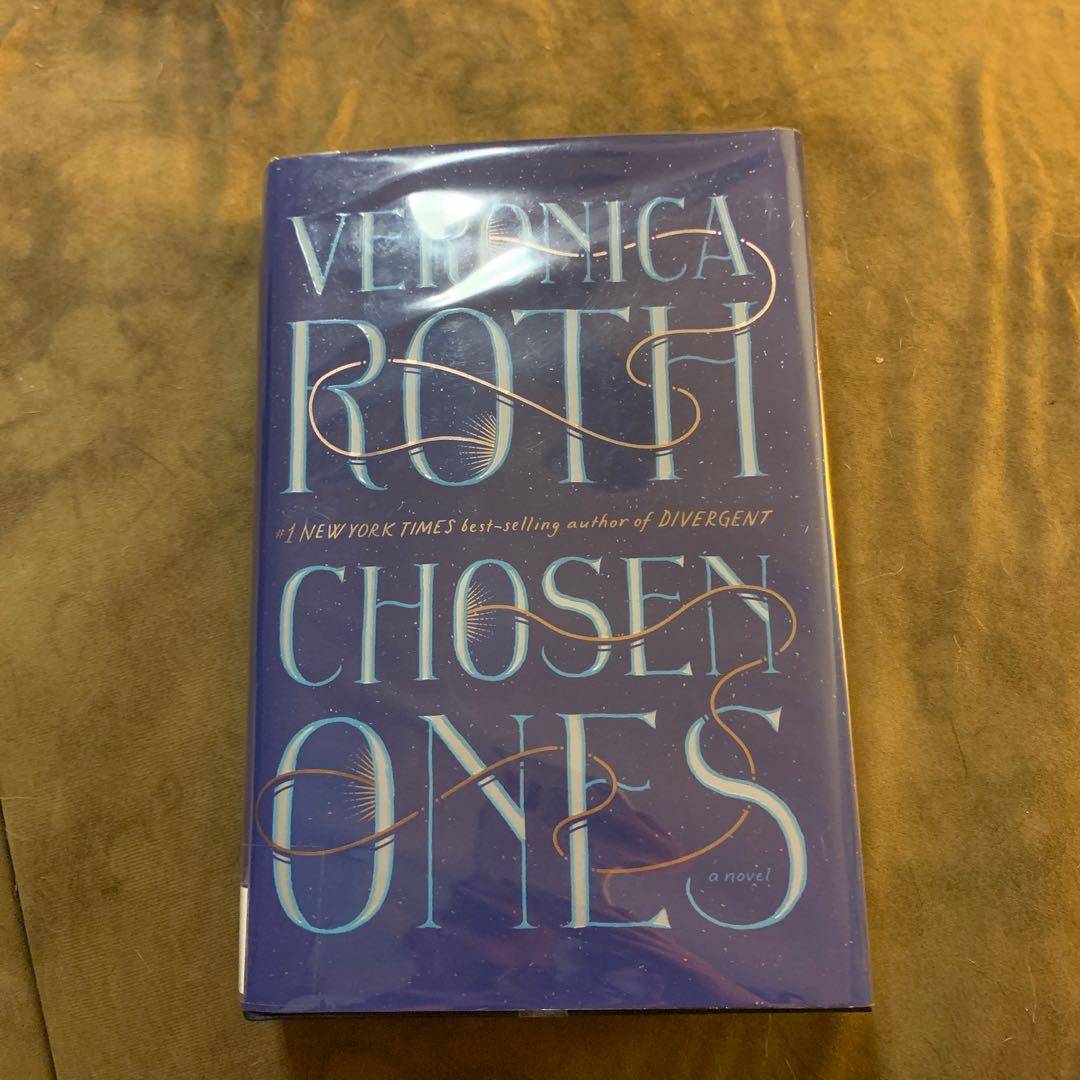 VERONICA
ROTH
#1 NEW YORK TIMES best-selling author of DIVERGENT
CHOSEN
ONES
a novel